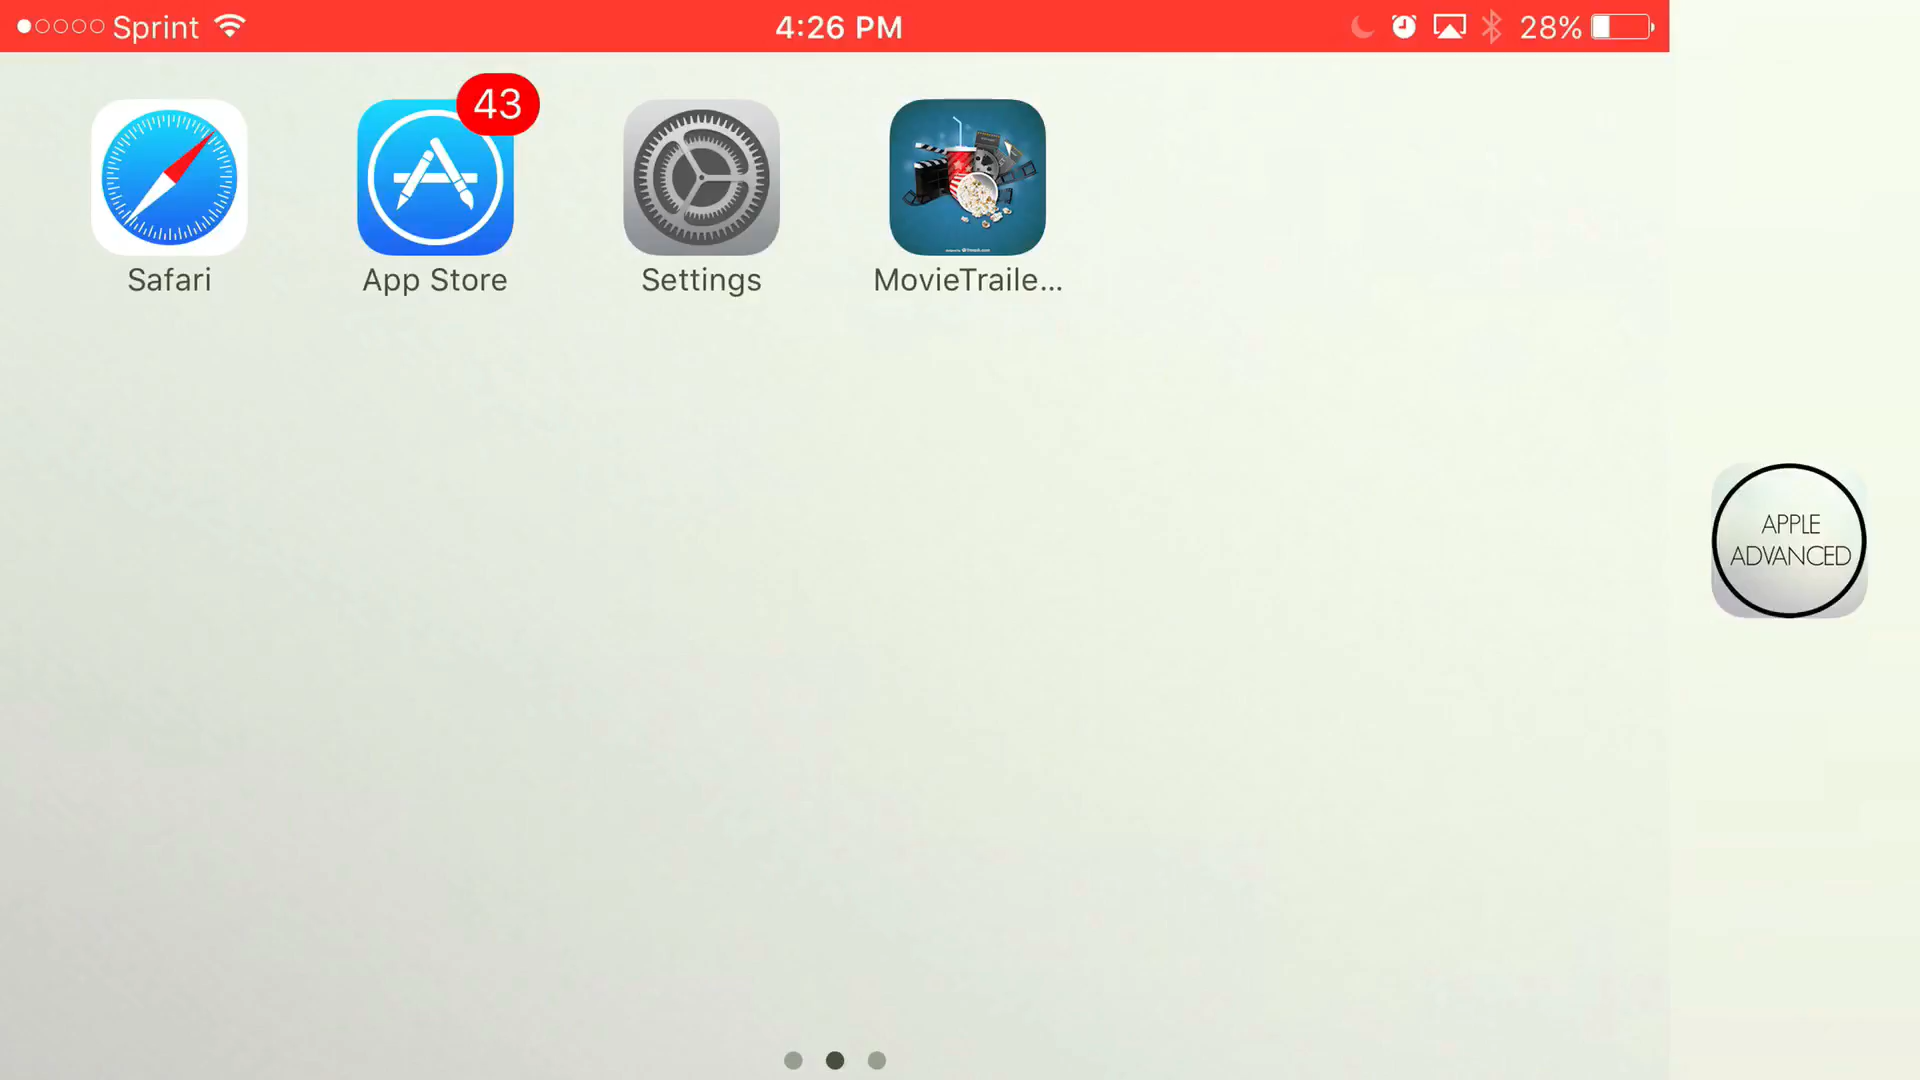 Sprint 4:26 PM 28%
43
Safari App Store Settings MovieTraile...
APPLE
ADVANCED